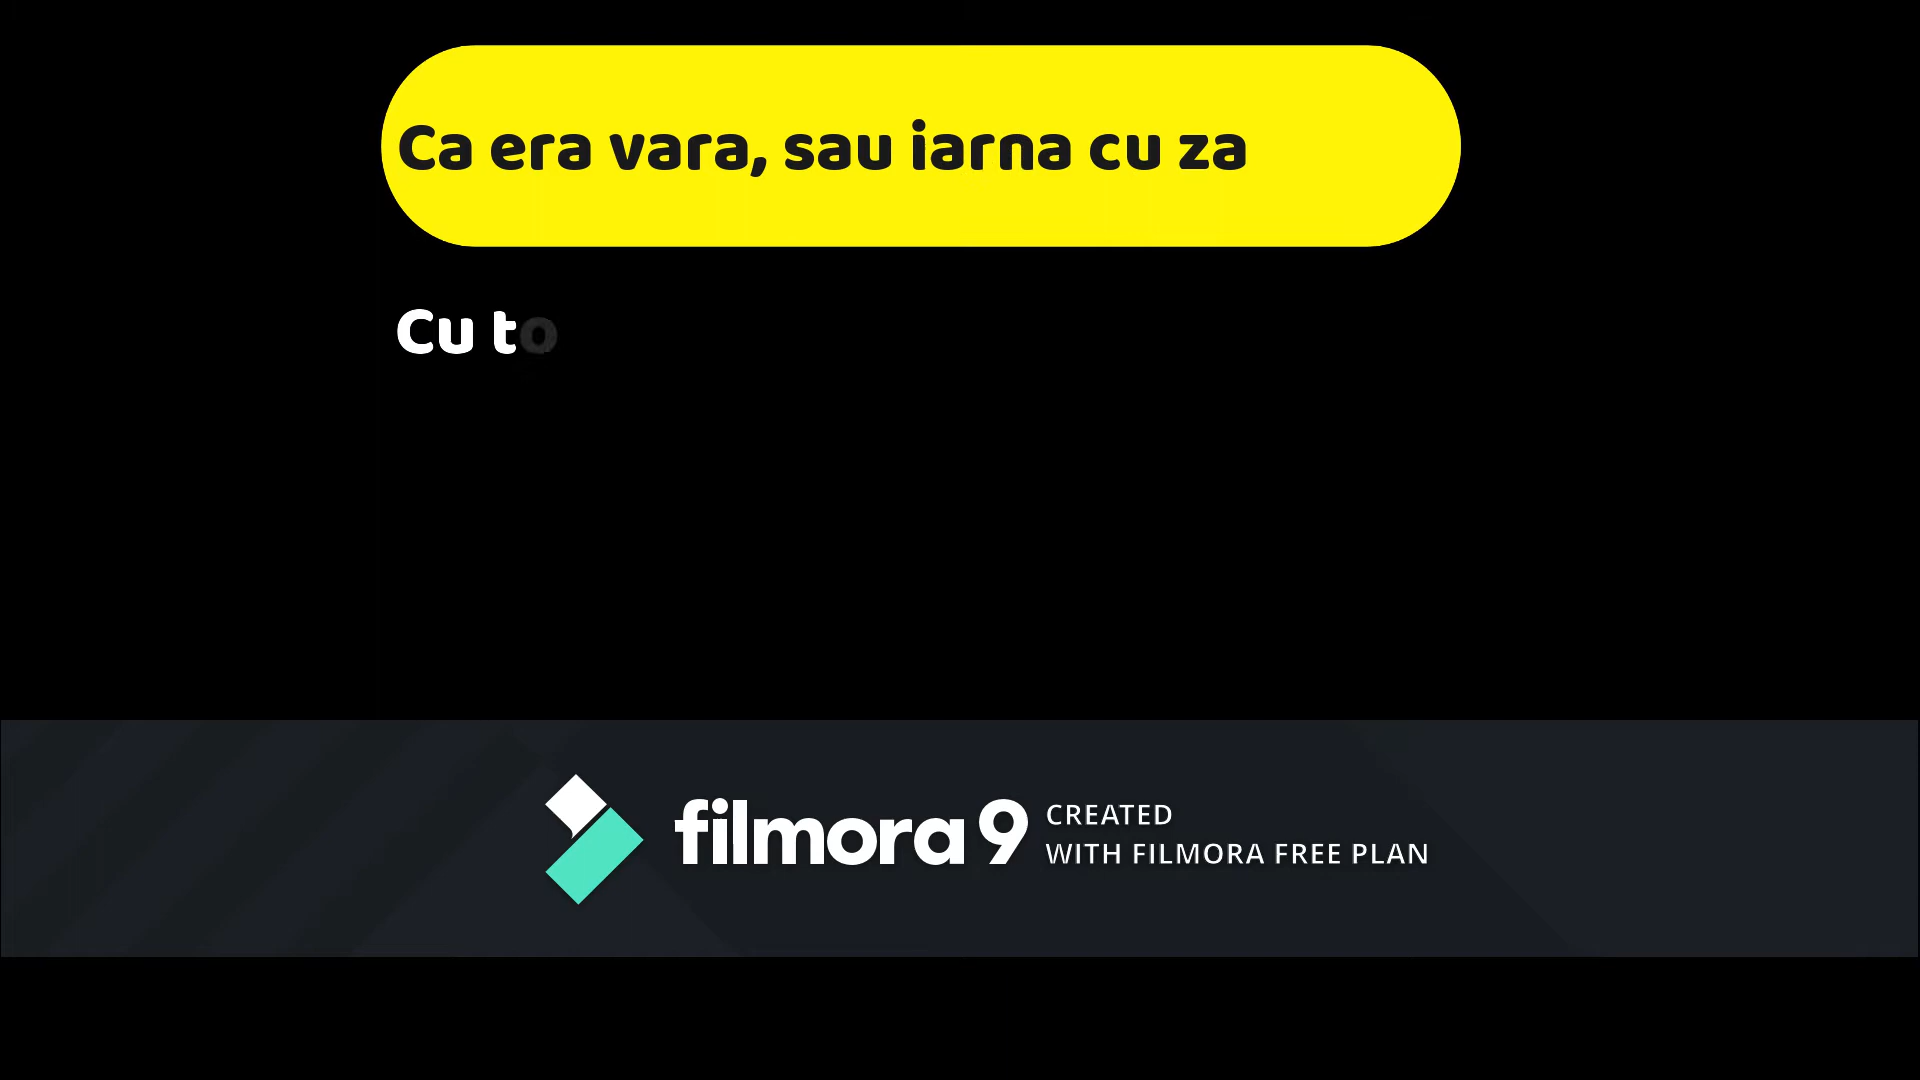 Ca era vara, sau iarna cu za
Cu to
filmora 9
CREATED
WITH FILMORA FREE PLAN